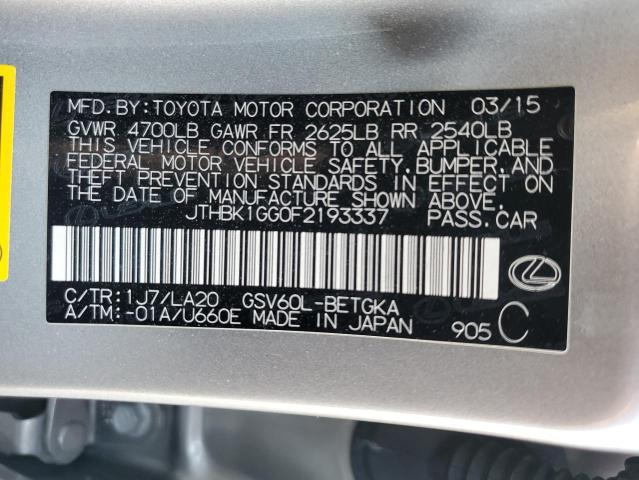 MFD.BY:TOYOTA MOTOR CORPORATION 03/15
GVWR 4700LB GAWR FR 2625LB RR 2540LB
THIS VEHICLE CONFORMS TO ALL APPLICABLE
FEDERAL MOTOR VEHICLE SAFETY,BUMPER,AND
THEFT PREVENTION STANDARDS IN EFFECT ON
THE DATE OF MANUFACTURE SHOWN ABOVE.
JTHBK1GG0F2193337 PASS.CAR
C/TR:1J7/LA20 GSV60L-BETGKA
A/TM:-01A/U660E MADE IN JAPAN 905 C